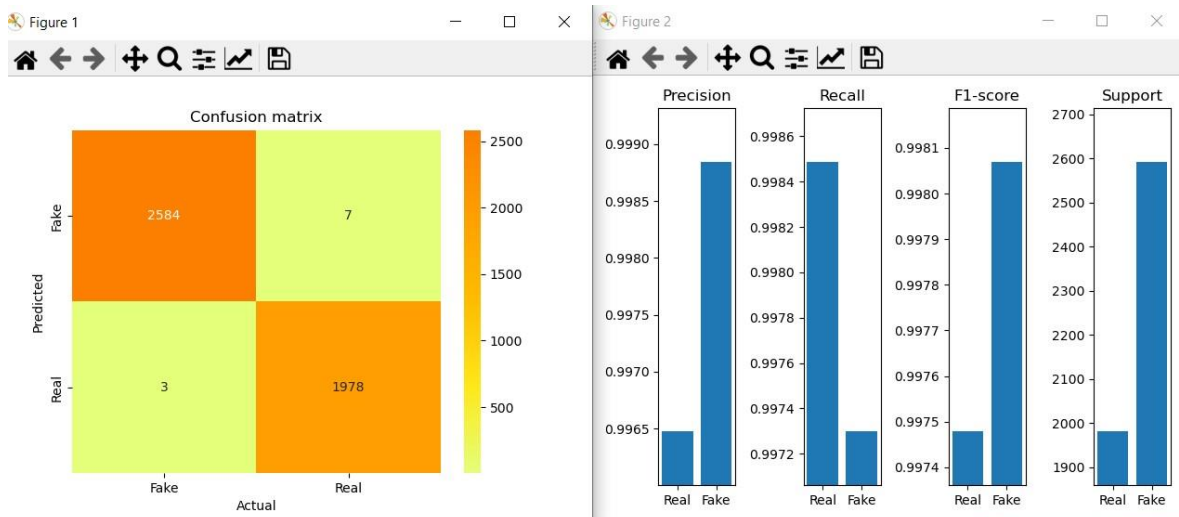 Figure 1
Confusion matrix
2500
2000
1500
1000
500
Predicted
Fake
Real
2584
7
3
1978
Fake
Real
Actual
Figure 2
Precision
0.9990
0.9985
0.9980
0.9975
0.9970
0.9965
Real Fake
Recall
0.9986
0.9984
0.9982
0.9980
0.9978
0.9976
0.9974
0.9972
Real Fake
F1-score
0.9981
0.9980
0.9979
0.9978
0.9977
0.9976
0.9975
0.9974
Real Fake
Support
2700
2600
2500
2400
2300
2200
2100
2000
1900
Real Fake